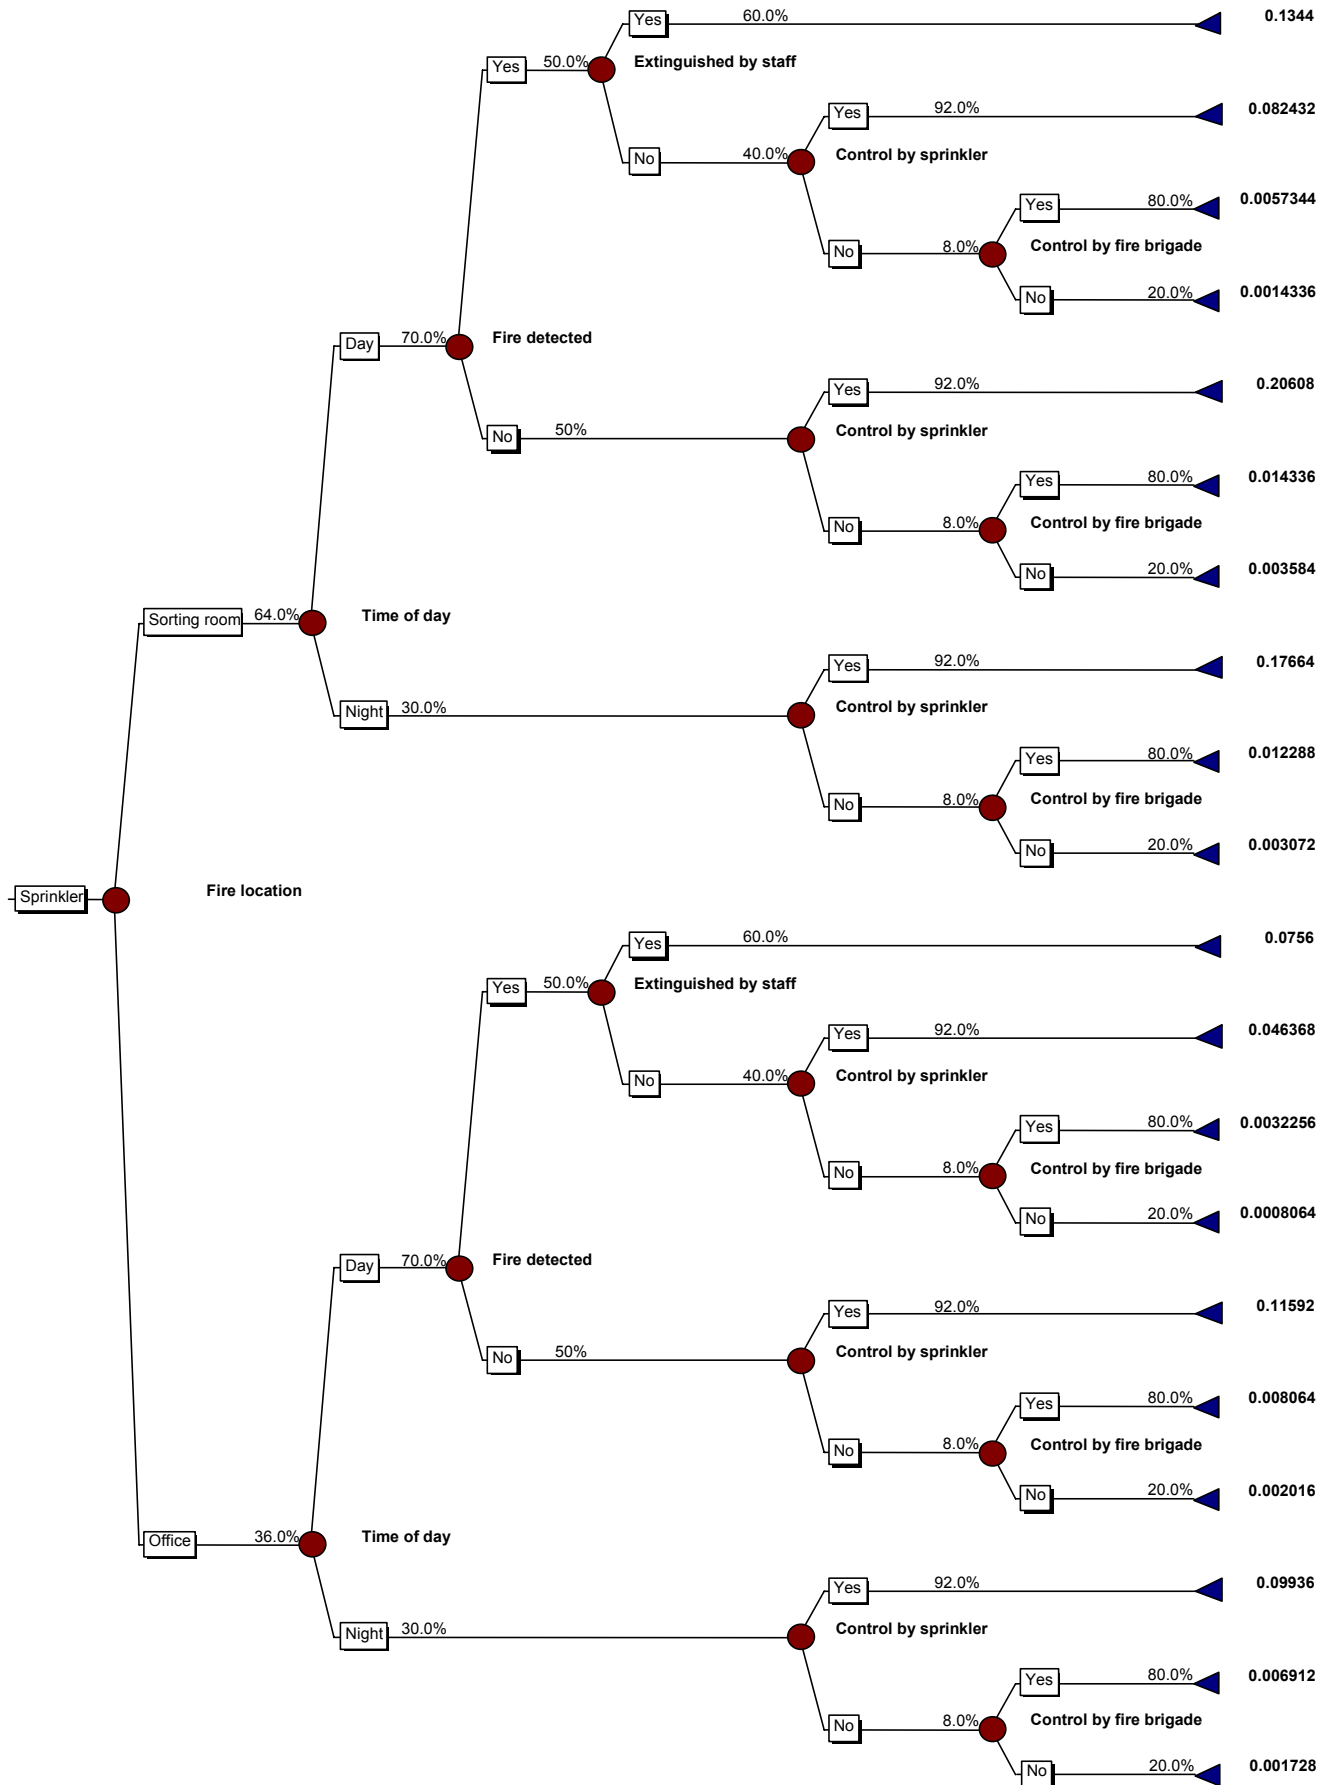 Yes 60.0% 0.1344
Yes 50.0% Extinguished by staff
Yes 92.0% 0.082432
No 40.0% Control by sprinkler
Yes 80.0% 0.0057344
No 8.0% Control by fire brigade
No 20.0% 0.0014336
Day 70.0% Fire detected
Yes 92.0% 0.20608
No 50% Control by sprinkler
Yes 80.0% 0.014336
No 8.0% Control by fire brigade
No 20.0% 0.003584
Sorting room 64.0% Time of day
Yes 92.0% 0.17664
Night 30.0% Control by sprinkler
Yes 80.0% 0.012288
No 8.0% Control by fire brigade
No 20.0% 0.003072
Sprinkler Fire location
Yes 60.0% 0.0756
Yes 50.0% Extinguished by staff
Yes 92.0% 0.046368
No 40.0% Control by sprinkler
Yes 80.0% 0.0032256
No 8.0% Control by fire brigade
No 20.0% 0.0008064
Day 70.0% Fire detected
Yes 92.0% 0.11592
No 50% Control by sprinkler
Yes 80.0% 0.008064
No 8.0% Control by fire brigade
No 20.0% 0.002016
Office 36.0% Time of day
Yes 92.0% 0.09936
Night 30.0% Control by sprinkler
Yes 80.0% 0.006912
No 8.0% Control by fire brigade
No 20.0% 0.001728